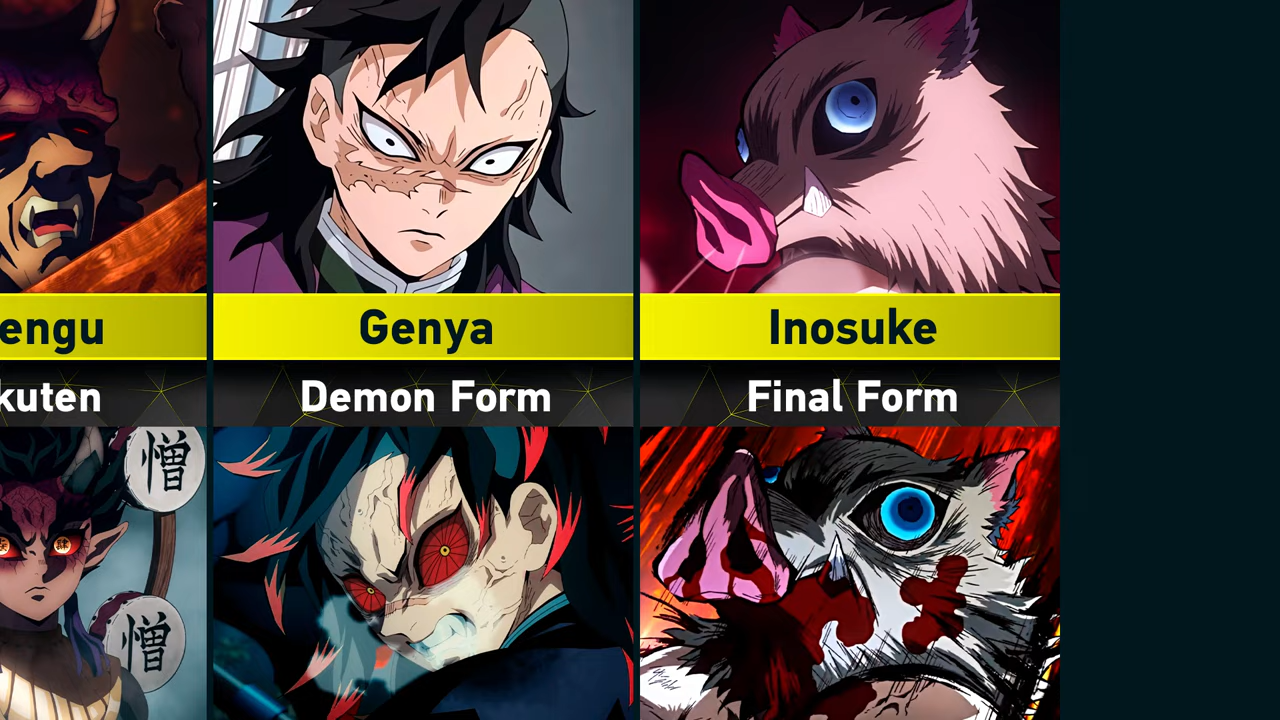 engu
Genya
Inosuke
kuten
Demon Form
Final Form
憎
憎